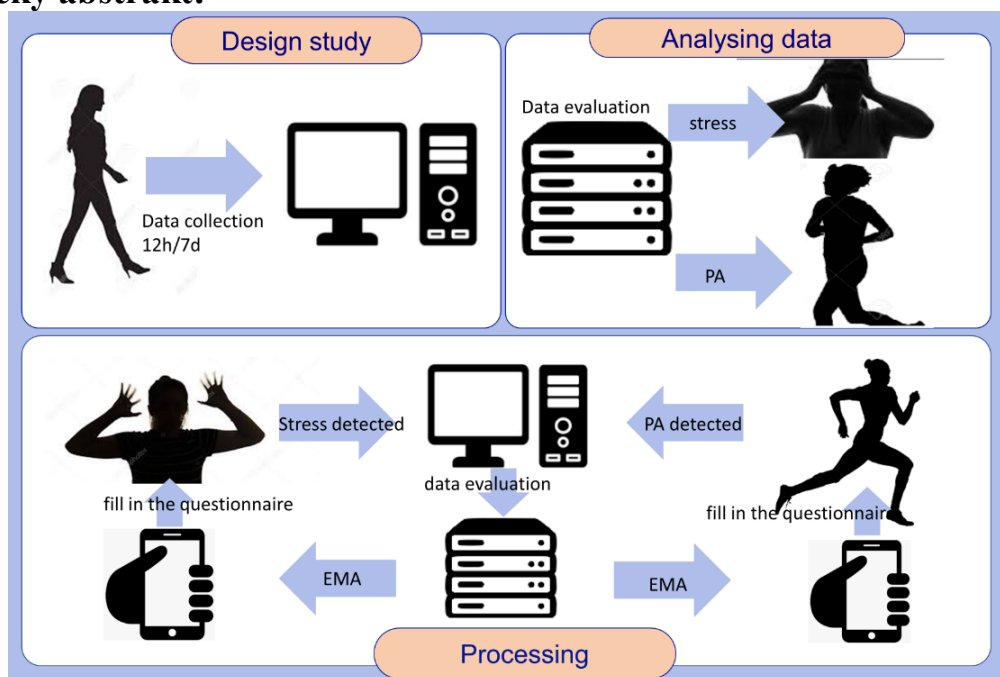 abstrakt:
Design study
Data collection
12h/7d
Analysing data
Data evaluation
stress
PA
Stress detected
PA detected
data evaluation
fill in the questionnaire
fill in the questionnaire
EMA
EMA
Processing